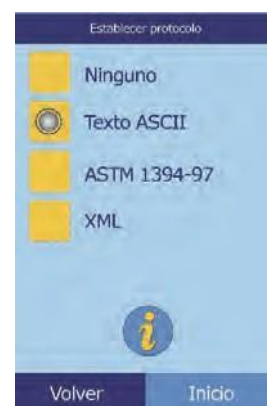 Establecer protocolo
Ninguno
Texto ASCII
ASTM 1394-97
XML
i
Volver Inicio